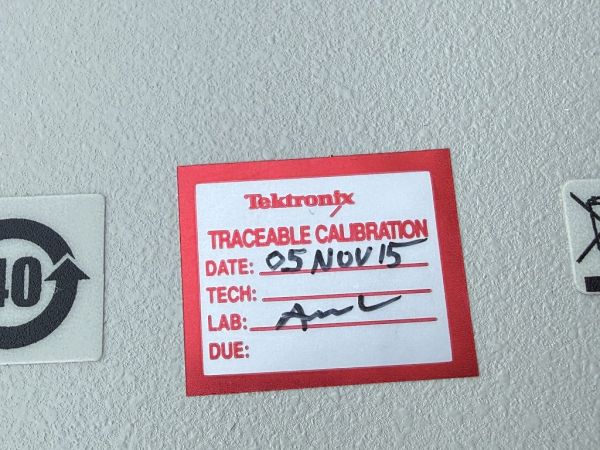 Tektronix
TRACEABLE CALIBRATION
DATE: 05 NOV 15
TECH:
LAB:
DUE:
40